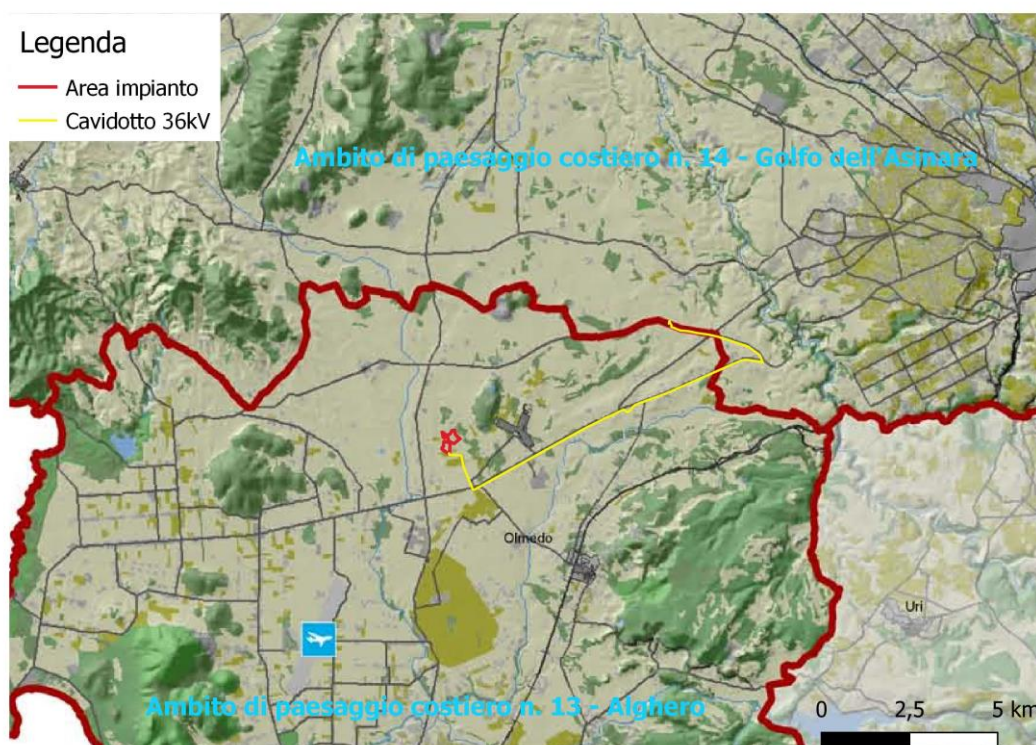 Legenda
Area impianto
Cavidotto 36kV
Ambito di paesaggio costiero n. 14 - Golfo dell'Asinara
Olmedo
Uri
Ambito di paesaggio costiero n. 13 - Alghero
0 2,5 5 km